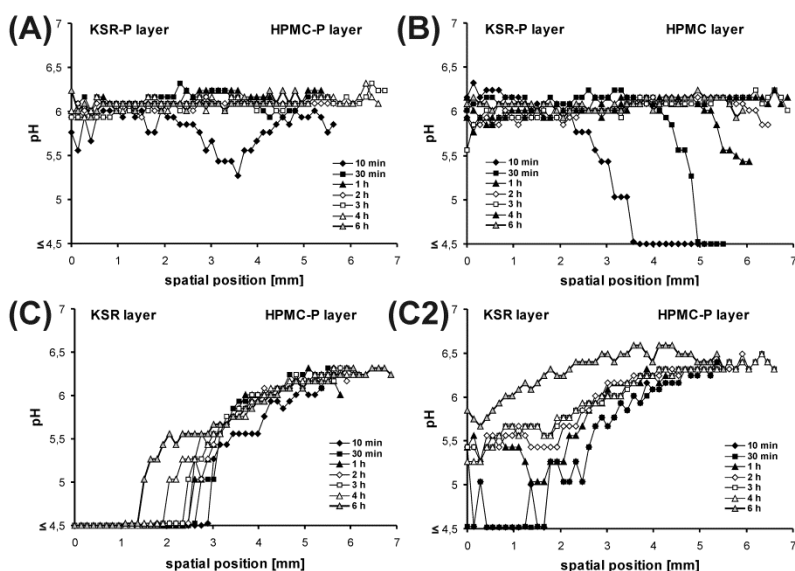 (A)
KSR-P layer HPMC-P layer
7
6,5
6
5,5
5
≤ 4,5
pH
10 min
30 min
1 h
2 h
3 h
4 h
6 h
0 1 2 3 4 5 6 7
spatial position [mm]
(B)
KSR-P layer HPMC layer
7
6,5
6
5,5
5
≤ 4,5
pH
10 min
30 min
1 h
2 h
3 h
4 h
6 h
0 1 2 3 4 5 6 7
spatial position [mm]
(C)
KSR layer HPMC-P layer
7
6,5
6
5,5
5
≤ 4,5
pH
10 min
30 min
1 h
2 h
3 h
4 h
6 h
0 1 2 3 4 5 6 7
spatial position [mm]
(C2)
KSR layer HPMC-P layer
7
6,5
6
5,5
5
≤ 4,5
pH
10 min
30 min
1 h
2 h
3 h
4 h
6 h
0 1 2 3 4 5 6 7
spatial position [mm]